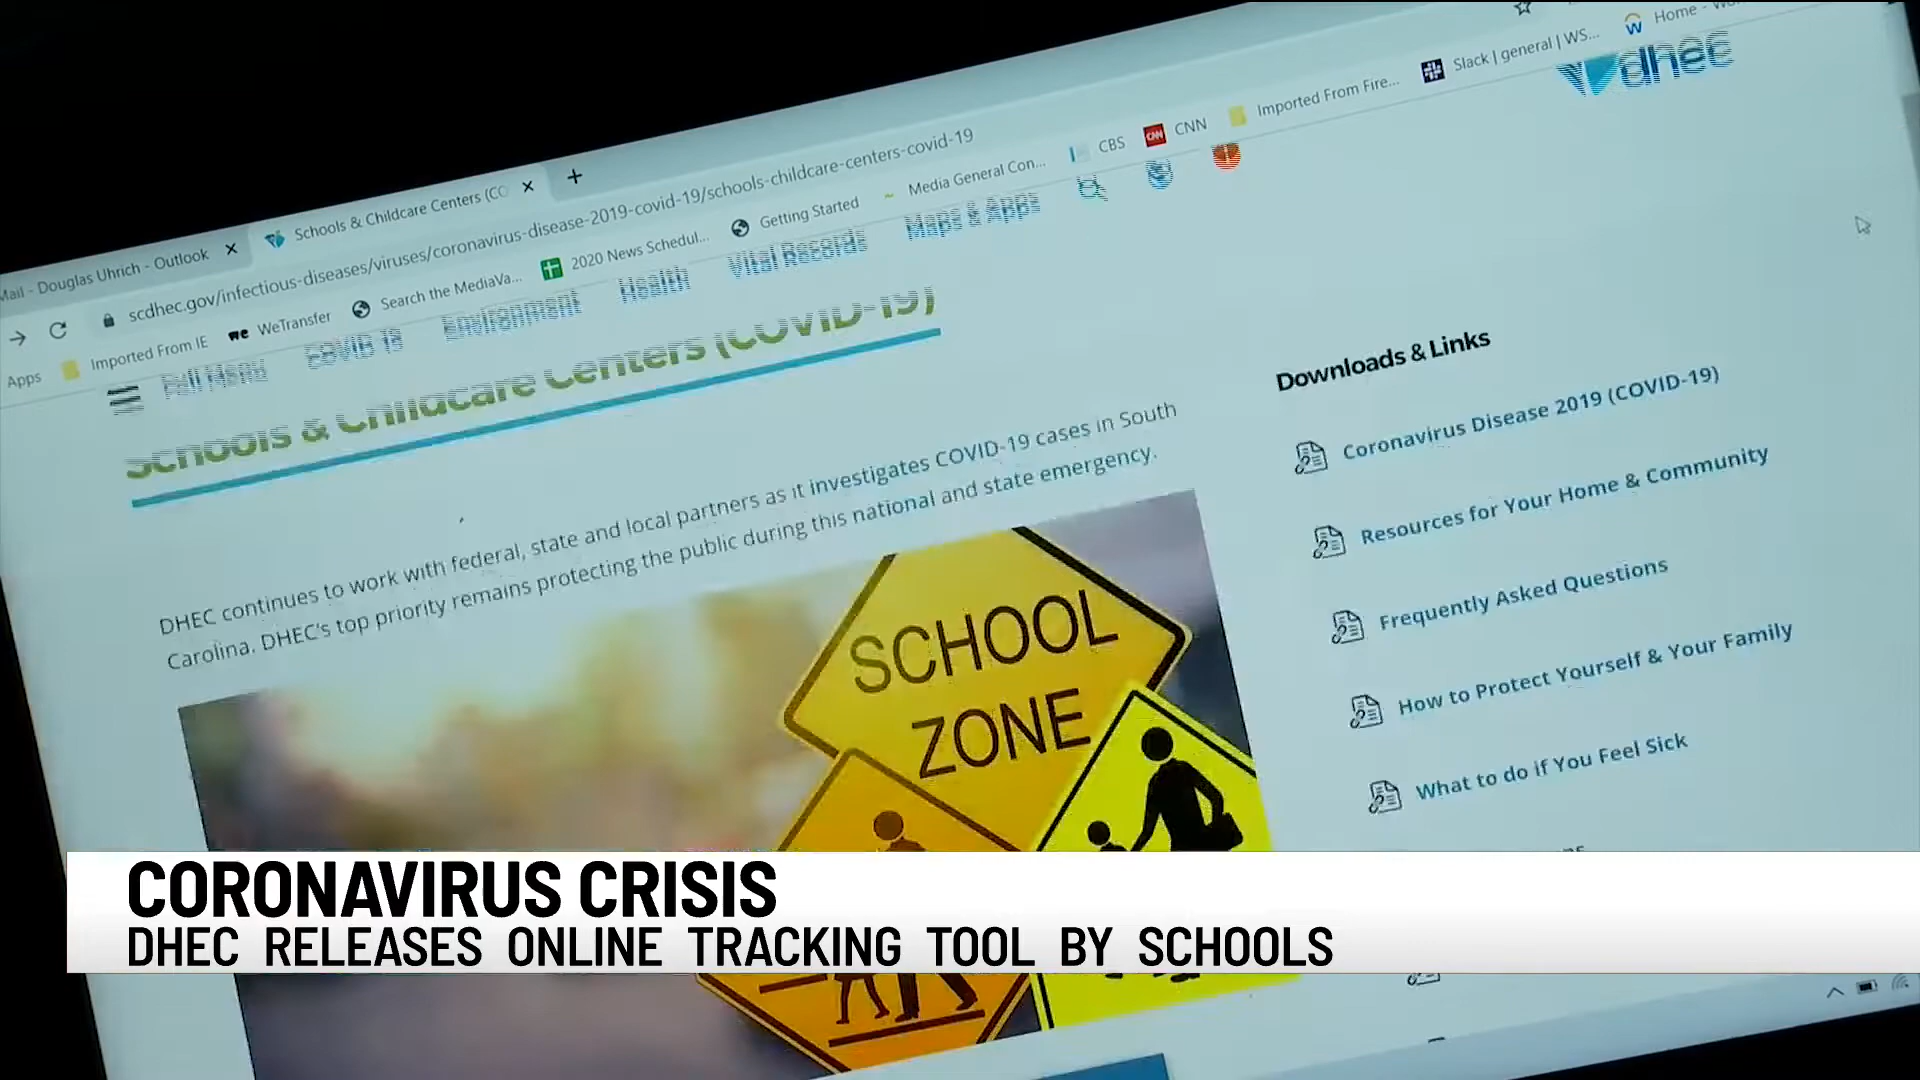 Mail - Douglas Uhrich - Outlook
Schools & Childcare Centers (CO
scdhec.gov/infectious-diseases/viruses/coronavirus-disease-2019-covid-19/schools-childcare-centers-covid-19
Apps
Imported From IE
WeTransfer
Search the MediaVa...
2020 News Schedul...
Getting Started
Media General Con...
CBS
CNN
Imported From Fire...
Slack | general | WS...
Home -
dhec
Full Menu
COVID 19
Environment
Health
Vital Records
Maps & Apps
Schools & Childcare Centers (COVID-19)
DHEC continues to work with federal, state and local partners as it investigates COVID-19 cases in South
Carolina. DHEC's top priority remains protecting the public during this national and state emergency.
SCHOOL
ZONE
Downloads & Links
Coronavirus Disease 2019 (COVID-19)
Resources for Your Home & Community
Frequently Asked Questions
How to Protect Yourself & Your Family
What to do if You Feel Sick
CORONAVIRUS CRISIS
DHEC RELEASES ONLINE TRACKING TOOL BY SCHOOLS